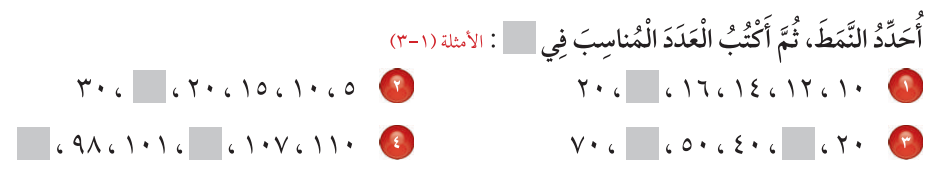 أُحَدِّدُ النَّمَطَ، ثُمَّ أَكْتُبُ الْعَدَدَ الْمُناسِبَ فِي : الأمثلة (١-٣)
١ ١٠ ، ١٢ ، ١٤ ، ١٦ ، ، ٢٠
٢ ٥ ، ١٠ ، ١٥ ، ٢٠ ، ، ٣٠
٣ ٢٠ ، ، ٤٠ ، ٥٠ ، ، ٧٠
٤ ١١٠ ، ١٠٧ ، ، ١٠١ ، ٩٨ ،